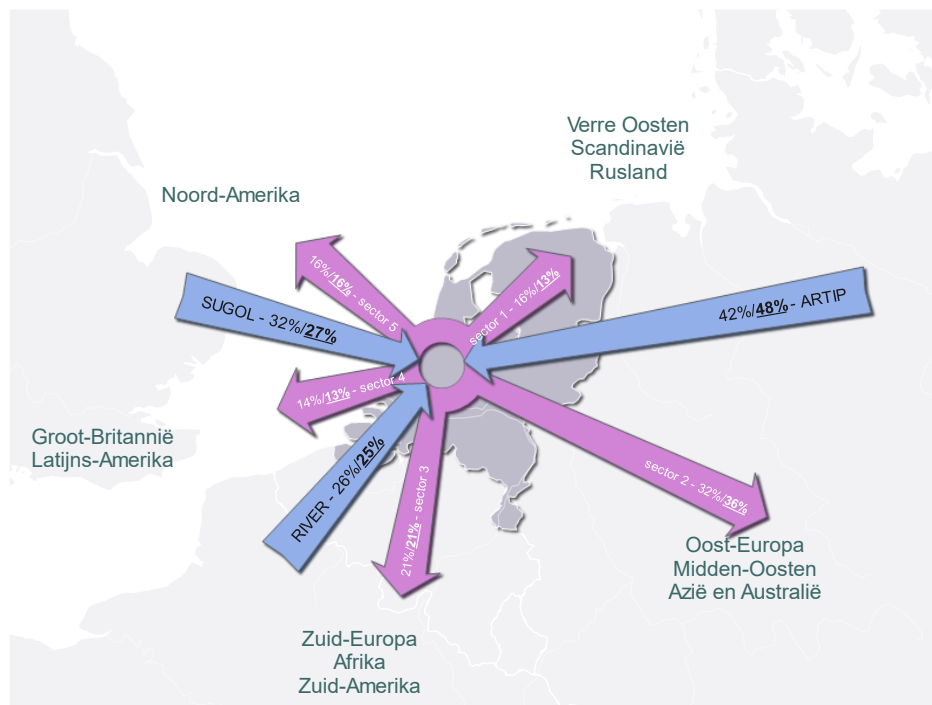 Verre Oosten
Scandinavië
Rusland
Noord-Amerika
16%/16% - sector 5
sector 1 - 16%/13%
SUGOL - 32%/27%
42%/48% - ARTIP
14%/13% - sector 4
Groot-Britannië
Latijns-Amerika
RIVER - 26%/25%
21%/21% - sector 3
sector 2 - 32%/36%
Oost-Europa
Midden-Oosten
Azië en Australië
Zuid-Europa
Afrika
Zuid-Amerika